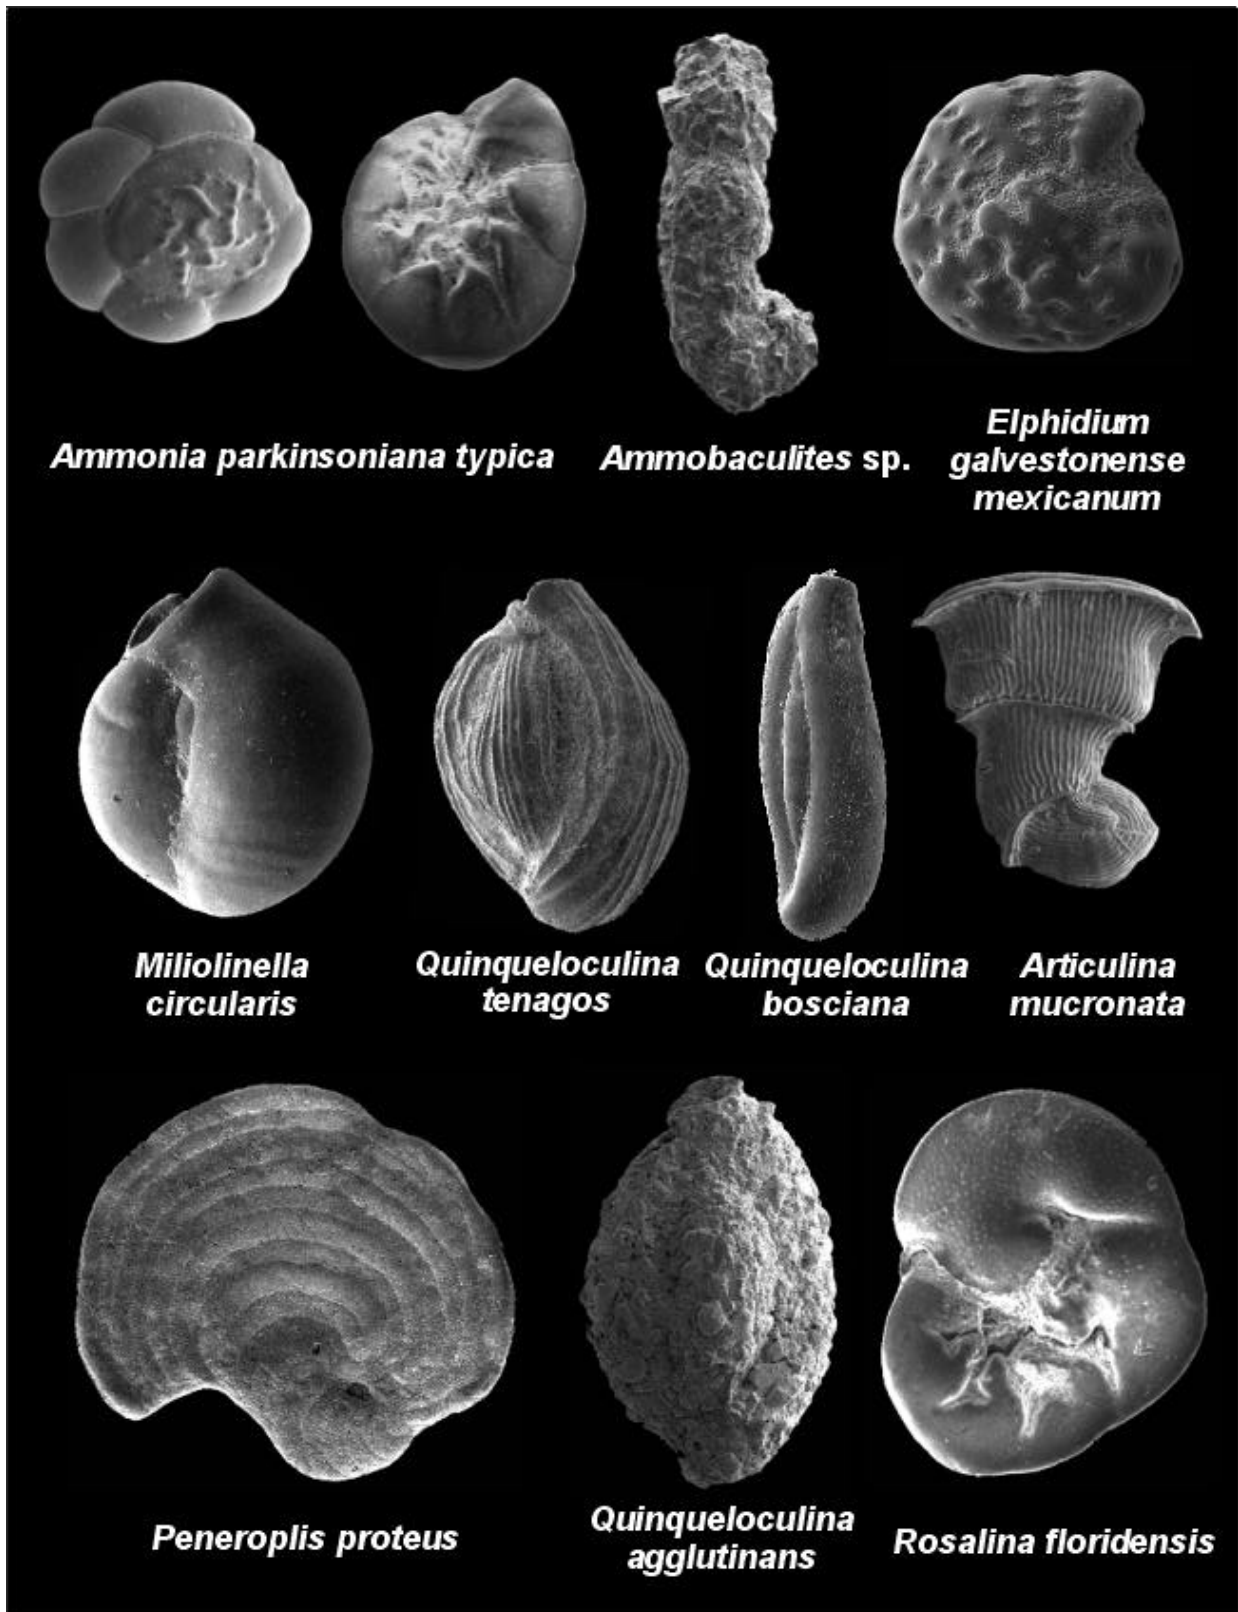 Ammonia parkinsoniana typica
Ammobaculites sp.
Elphidium
galvestonense
mexicanum
Miliolinella
circularis
Quinqueloculina
tenagos
Quinqueloculina
bosciana
Articulina
mucronata
Peneroplis proteus
Quinqueloculina
agglutinans
Rosalina floridensis